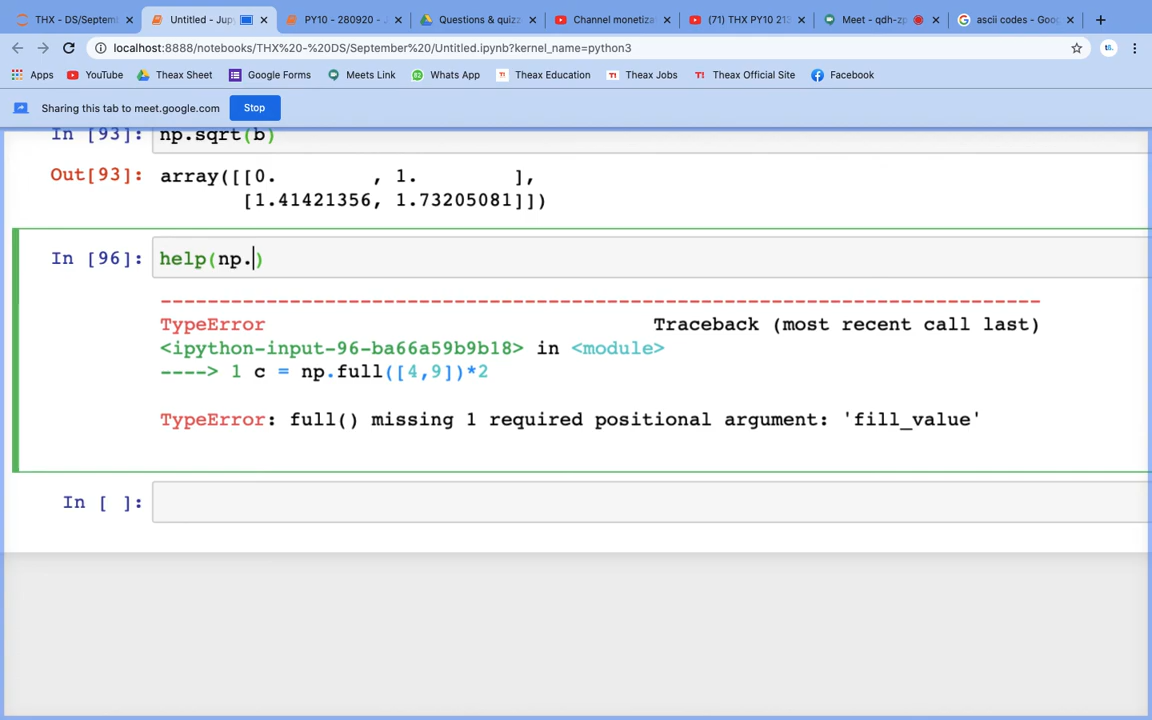 THX - DS/Septemb
Untitled - Jup
PY10 - 280920 - J
Questions & quizz
Channel monetiza
(71) THX PY10 213
Meet - qdh-zp
ascii codes - Goo
localhost:8888/notebooks/THX%20-%20DS/September%20/Untitled.ipynb?kernel_name=python3
Apps YouTube Theax Sheet Google Forms Meets Link Whats App Theax Education Theax Jobs Theax Official Site Facebook
Sharing this tab to meet.google.com Stop
In [93]: np.sqrt(b)
Out[93]: array([[0. , 1. ],
[1.41421356, 1.73205081]])
In [96]: help(np.)
---------------------------------------------------------------------------
TypeError Traceback (most recent call last)
<ipython-input-96-ba66a59b9b18> in <module>
----> 1 c = np.full([4,9])*2
TypeError: full() missing 1 required positional argument: 'fill_value'
In [ ]: